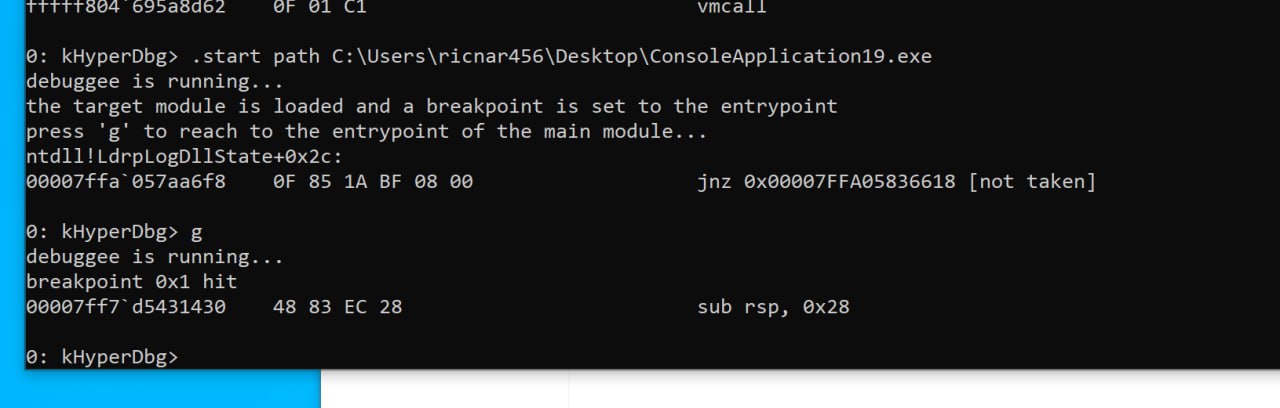 fffff804`695a8d62    0F 01 C1                         vmcall
0: kHyperDbg> .start path C:\Users\ricnar456\Desktop\ConsoleApplication19.exe
debuggee is running...
the target module is loaded and a breakpoint is set to the entrypoint
press 'g' to reach to the entrypoint of the main module...
ntdll!LdrpLogDllState+0x2c:
00007ffa`057aa6f8    0F 85 1A BF 08 00                   jnz 0x00007FFA05836618 [not taken]
0: kHyperDbg> g
debuggee is running...
breakpoint 0x1 hit
00007ff7`d5431430    48 83 EC 28                         sub rsp, 0x28
0: kHyperDbg>